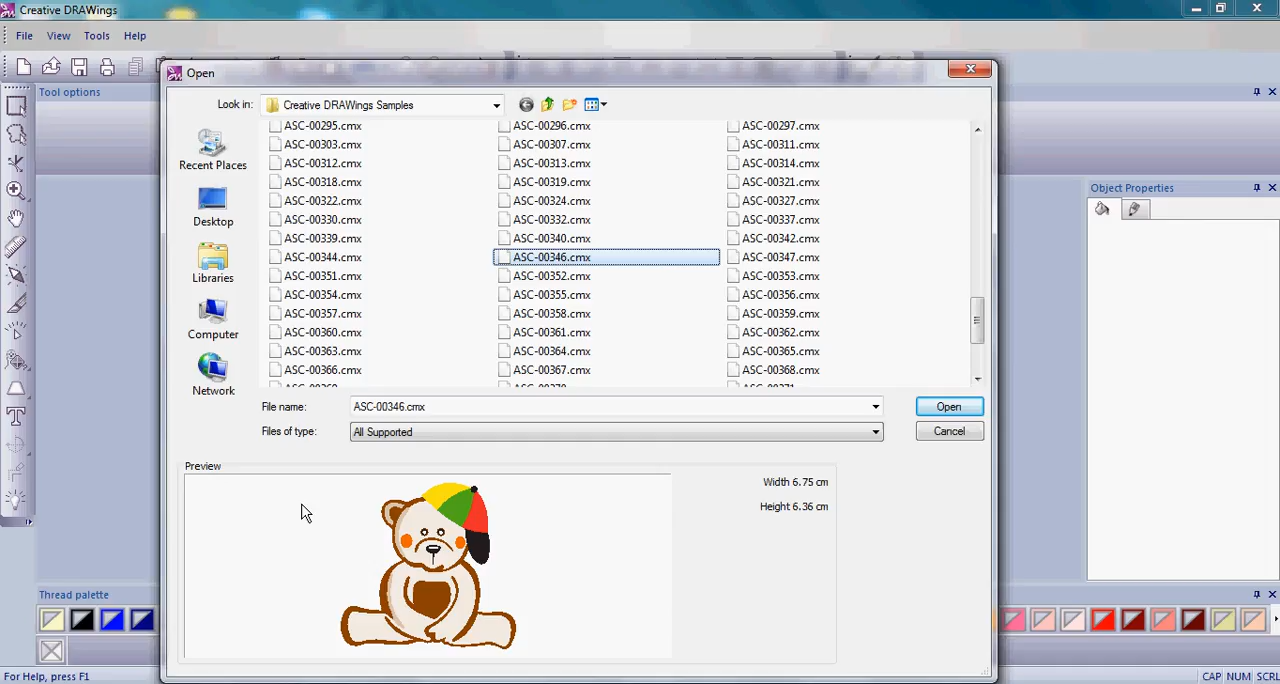 Creative DRAWings
File View Tools Help
Tool options
Open
Look in: Creative DRAWings Samples
Recent Places
Desktop
Libraries
Computer
Network
ASC-00295.cmx ASC-00296.cmx ASC-00297.cmx
ASC-00303.cmx ASC-00307.cmx ASC-00311.cmx
ASC-00312.cmx ASC-00313.cmx ASC-00314.cmx
ASC-00318.cmx ASC-00319.cmx ASC-00321.cmx
ASC-00322.cmx ASC-00324.cmx ASC-00327.cmx
ASC-00330.cmx ASC-00332.cmx ASC-00337.cmx
ASC-00339.cmx ASC-00340.cmx ASC-00342.cmx
ASC-00344.cmx ASC-00346.cmx ASC-00347.cmx
ASC-00351.cmx ASC-00352.cmx ASC-00353.cmx
ASC-00354.cmx ASC-00355.cmx ASC-00356.cmx
ASC-00357.cmx ASC-00358.cmx ASC-00359.cmx
ASC-00360.cmx ASC-00361.cmx ASC-00362.cmx
ASC-00363.cmx ASC-00364.cmx ASC-00365.cmx
ASC-00366.cmx ASC-00367.cmx ASC-00368.cmx
File name: ASC-00346.cmx Open
Files of type: All Supported Cancel
Preview
Width 6.75 cm
Height 6.36 cm
Object Properties
Thread palette
For Help, press F1
CAP NUM SCRL